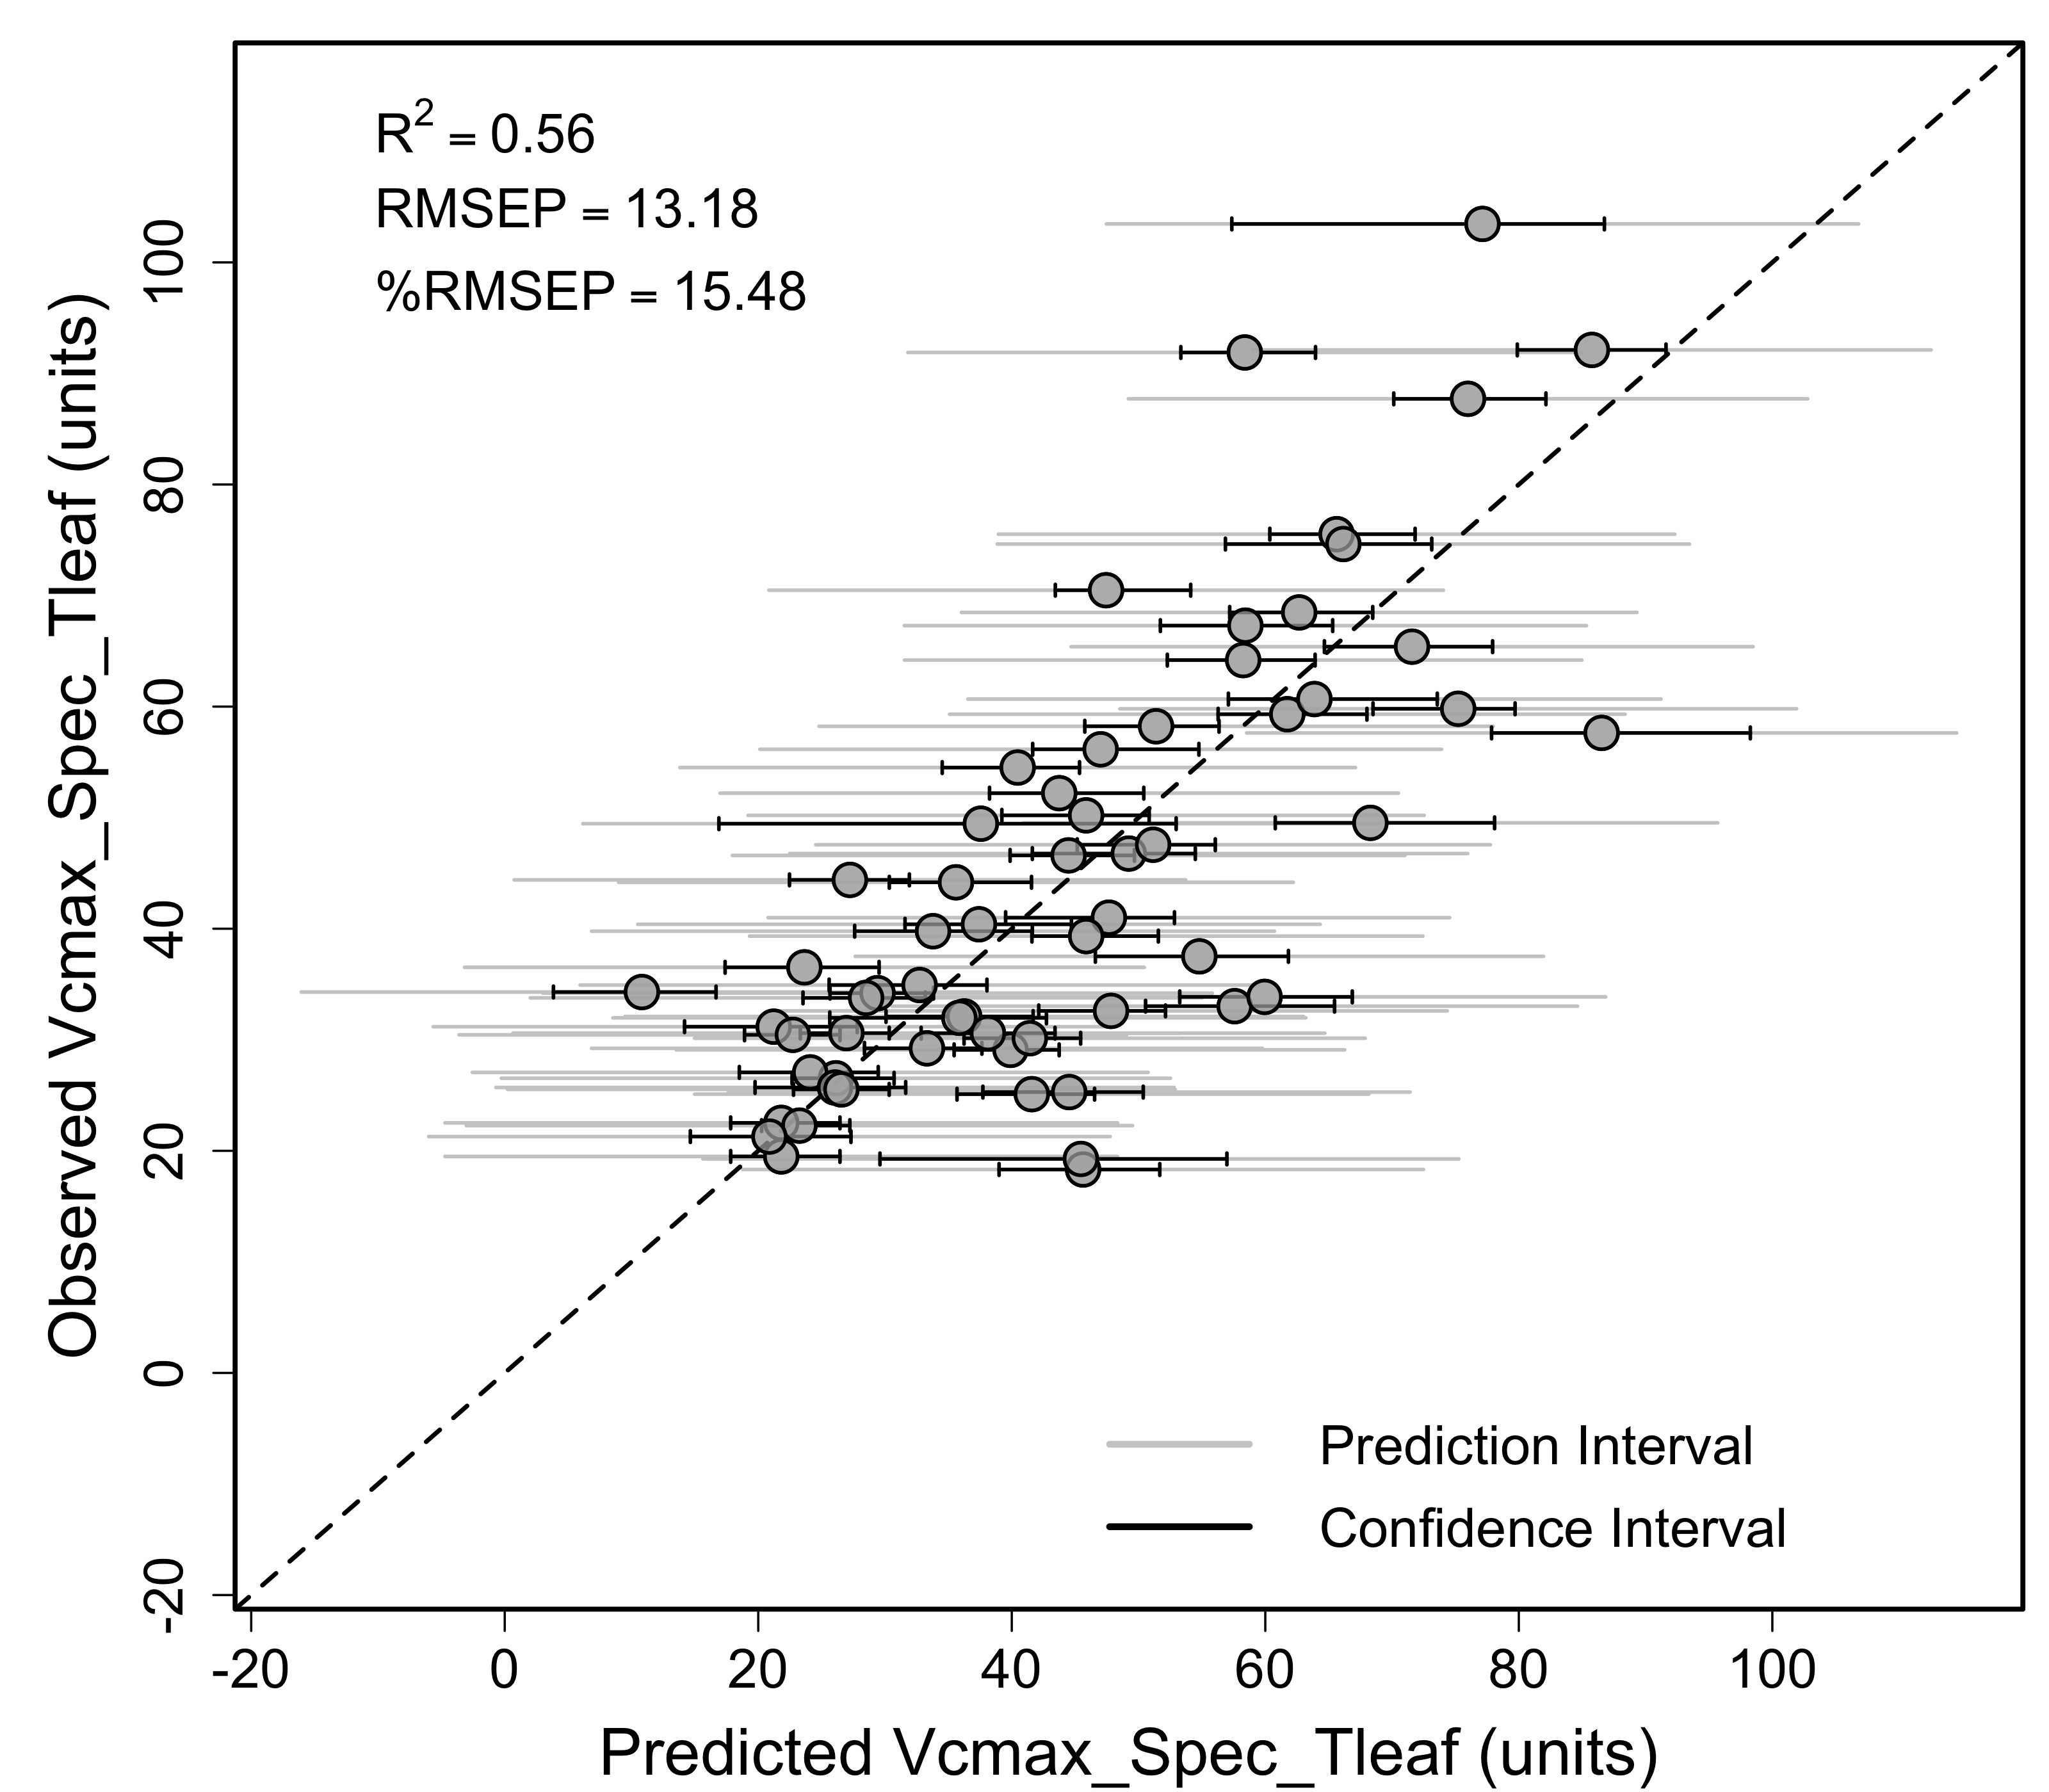 R² = 0.56
RMSEP = 13.18
%RMSEP = 15.48
Observed Vcmax_Spec_Tleaf (units)
100
80
60
40
20
0
-20
Prediction Interval
Confidence Interval
-20 0 20 40 60 80 100
Predicted Vcmax_Spec_Tleaf (units)